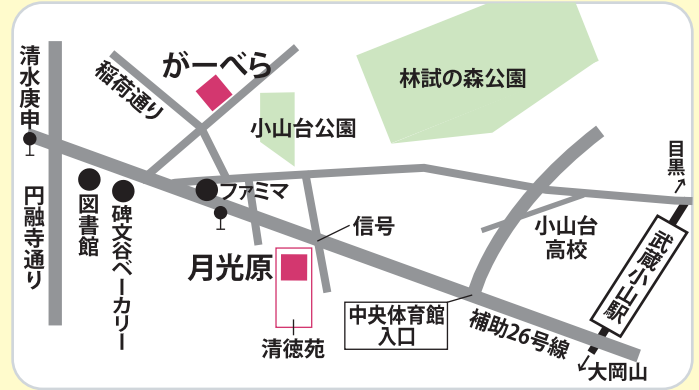 清水庚申
稲荷通り
がーべら
林試の森公園
小山台公園
目黒
ファミマ
円融寺通り
図書館
碑文谷ベーカリー
信号
小山台
高校
武蔵小山駅
月光原
中央体育館
入口
補助26号線
清徳苑
大岡山